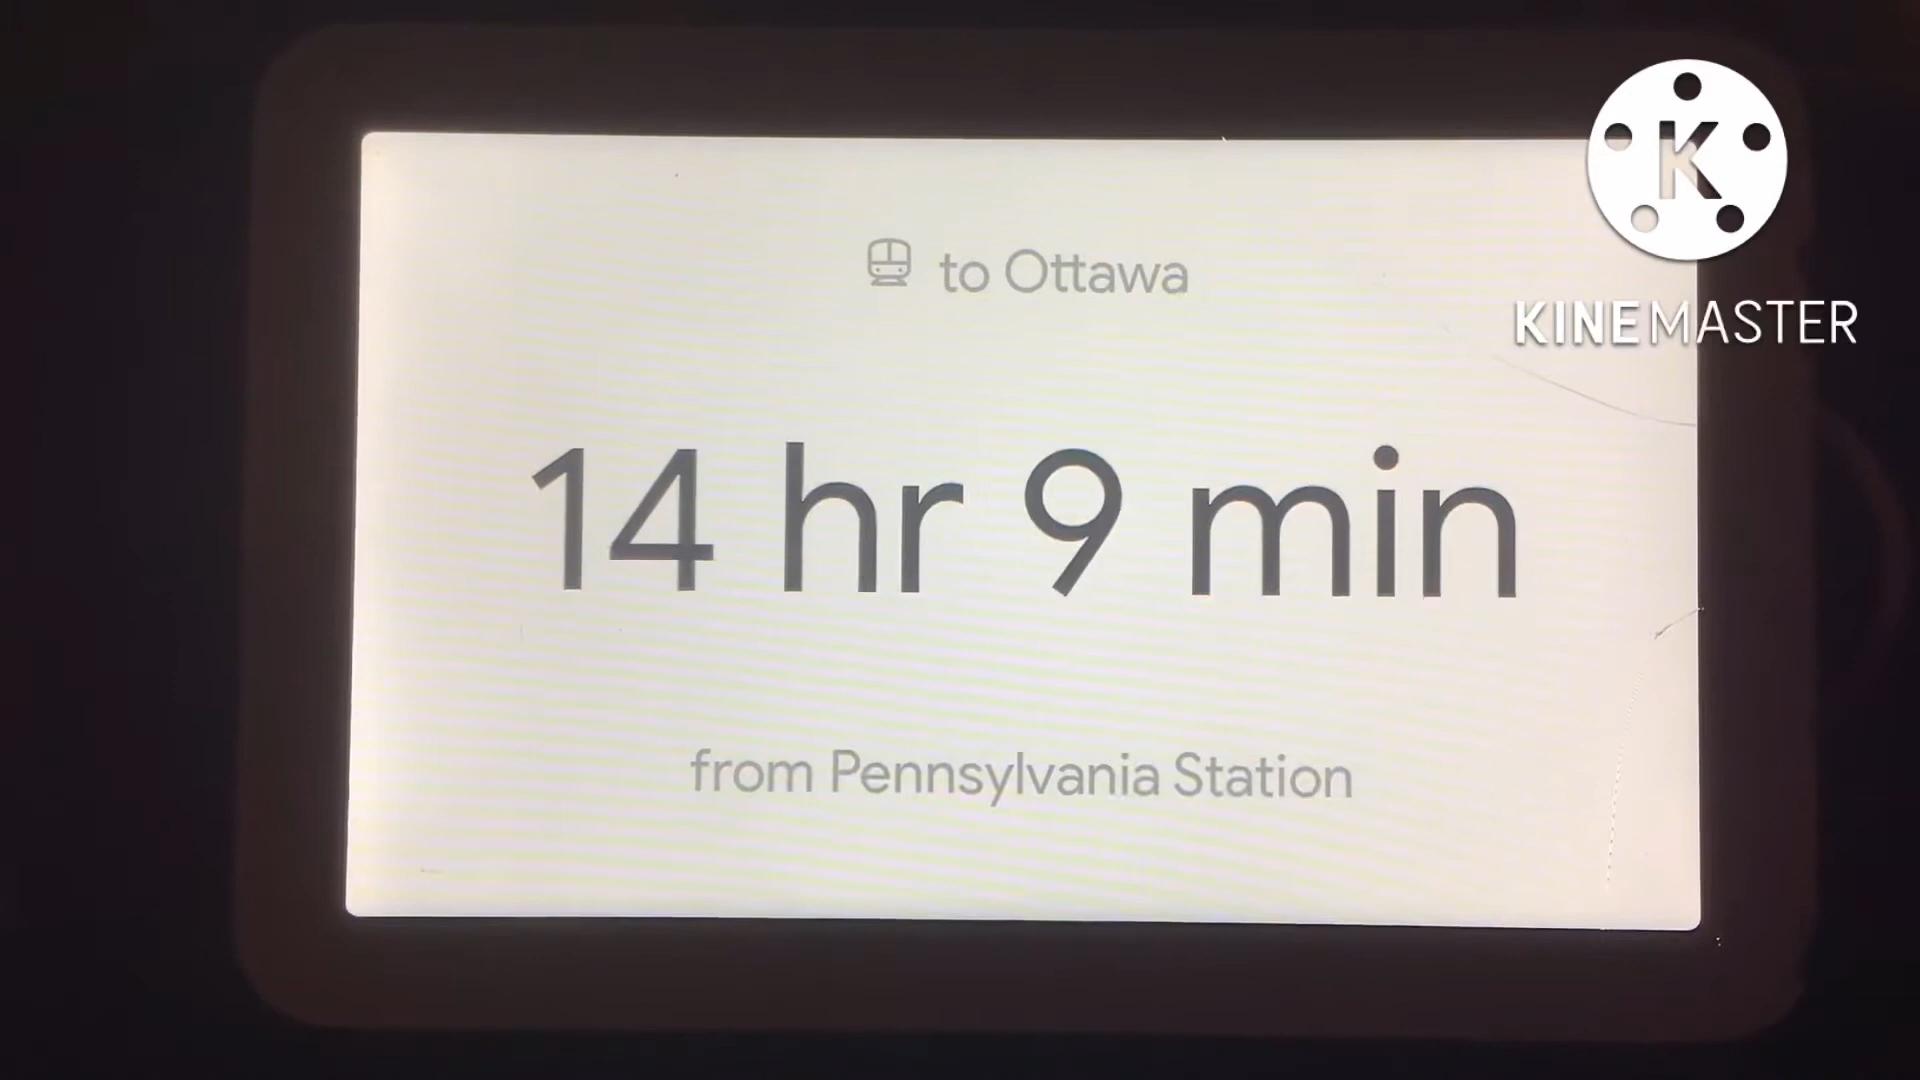 to Ottawa
14 hr 9 min
from Pennsylvania Station
K
KINEMASTER